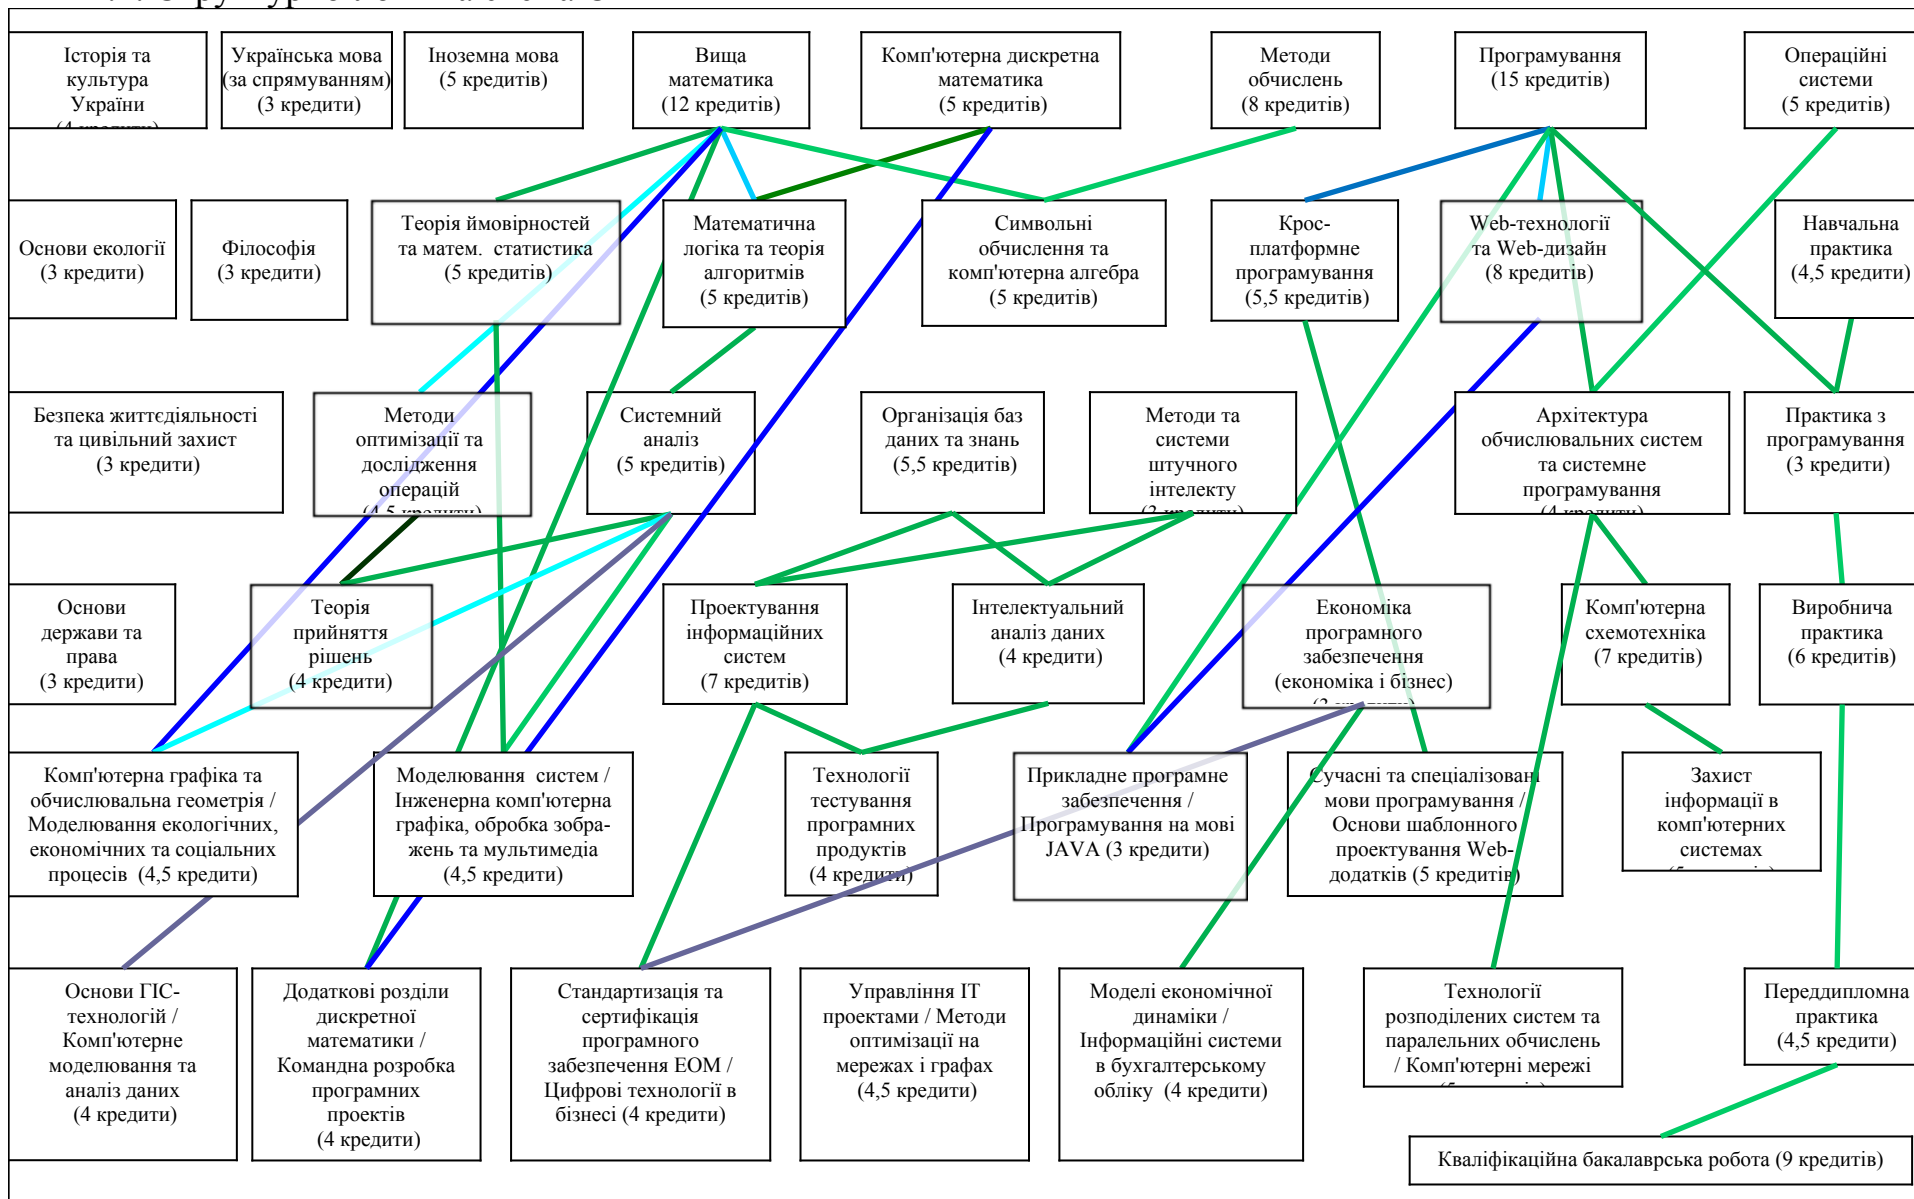 Історія та
культура
України
(4 кредити)
Українська мова
(за спрямуванням)
(3 кредити)
Іноземна мова
(5 кредитів)
Вища
математика
(12 кредитів)
Комп'ютерна дискретна
математика
(5 кредитів)
Методи
обчислень
(8 кредитів)
Програмування
(15 кредитів)
Операційні
системи
(5 кредитів)
Основи екології
(3 кредити)
Філософія
(3 кредити)
Теорія ймовірностей
та матем. статистика
(5 кредитів)
Математична
логіка та теорія
алгоритмів
(5 кредитів)
Символьні
обчислення та
комп'ютерна алгебра
(5 кредитів)
Крос-
платформне
програмування
(5,5 кредитів)
Web-технології
та Web-дизайн
(8 кредитів)
Навчальна
практика
(4,5 кредити)
Безпека життєдіяльності
та цивільний захист
(3 кредити)
Методи
оптимізації та
дослідження
операцій
(4,5 кредити)
Системний
аналіз
(5 кредитів)
Організація баз
даних та знань
(5,5 кредитів)
Методи та
системи
штучного
інтелекту
(3 кредити)
Архітектура
обчислювальних систем
та системне
програмування
(4 кредити)
Практика з
програмування
(3 кредити)
Основи
держави та
права
(3 кредити)
Теорія
прийняття
рішень
(4 кредити)
Проектування
інформаційних
систем
(7 кредитів)
Інтелектуальний
аналіз даних
(4 кредити)
Економіка
програмного
забезпечення
(економіка і бізнес)
(3 кредити)
Комп'ютерна
схемотехніка
(7 кредитів)
Виробнича
практика
(6 кредитів)
Комп'ютерна графіка та
обчислювальна геометрія /
Моделювання екологічних,
економічних та соціальних
процесів (4,5 кредити)
Моделювання систем /
Інженерна комп'ютерна
графіка, обробка зобра-
жень та мультимедіа
(4,5 кредити)
Технології
тестування
програмних
продуктів
(4 кредити)
Прикладне програмне
забезпечення /
Програмування на мові
JAVA (3 кредити)
Сучасні та спеціалізовані
мови програмування /
Основи шаблонного
проектування Web-
додатків (5 кредитів)
Захист
інформації в
комп'ютерних
системах
Основи ГІС-
технологій /
Комп'ютерне
моделювання та
аналіз даних
(4 кредити)
Додаткові розділи
дискретної
математики /
Командна розробка
програмних
проектів
(4 кредити)
Стандартизація та
сертифікація
програмного
забезпечення ЕОМ /
Цифрові технології в
бізнесі (4 кредити)
Управління ІТ
проектами / Методи
оптимізації на
мережах і графах
(4,5 кредити)
Моделі економічної
динаміки /
Інформаційні системи
в бухгалтерському
обліку (4 кредити)
Технології
розподілених систем та
паралельних обчислень
/ Комп'ютерні мережі
Переддипломна
практика
(4,5 кредити)
Кваліфікаційна бакалаврська робота (9 кредитів)